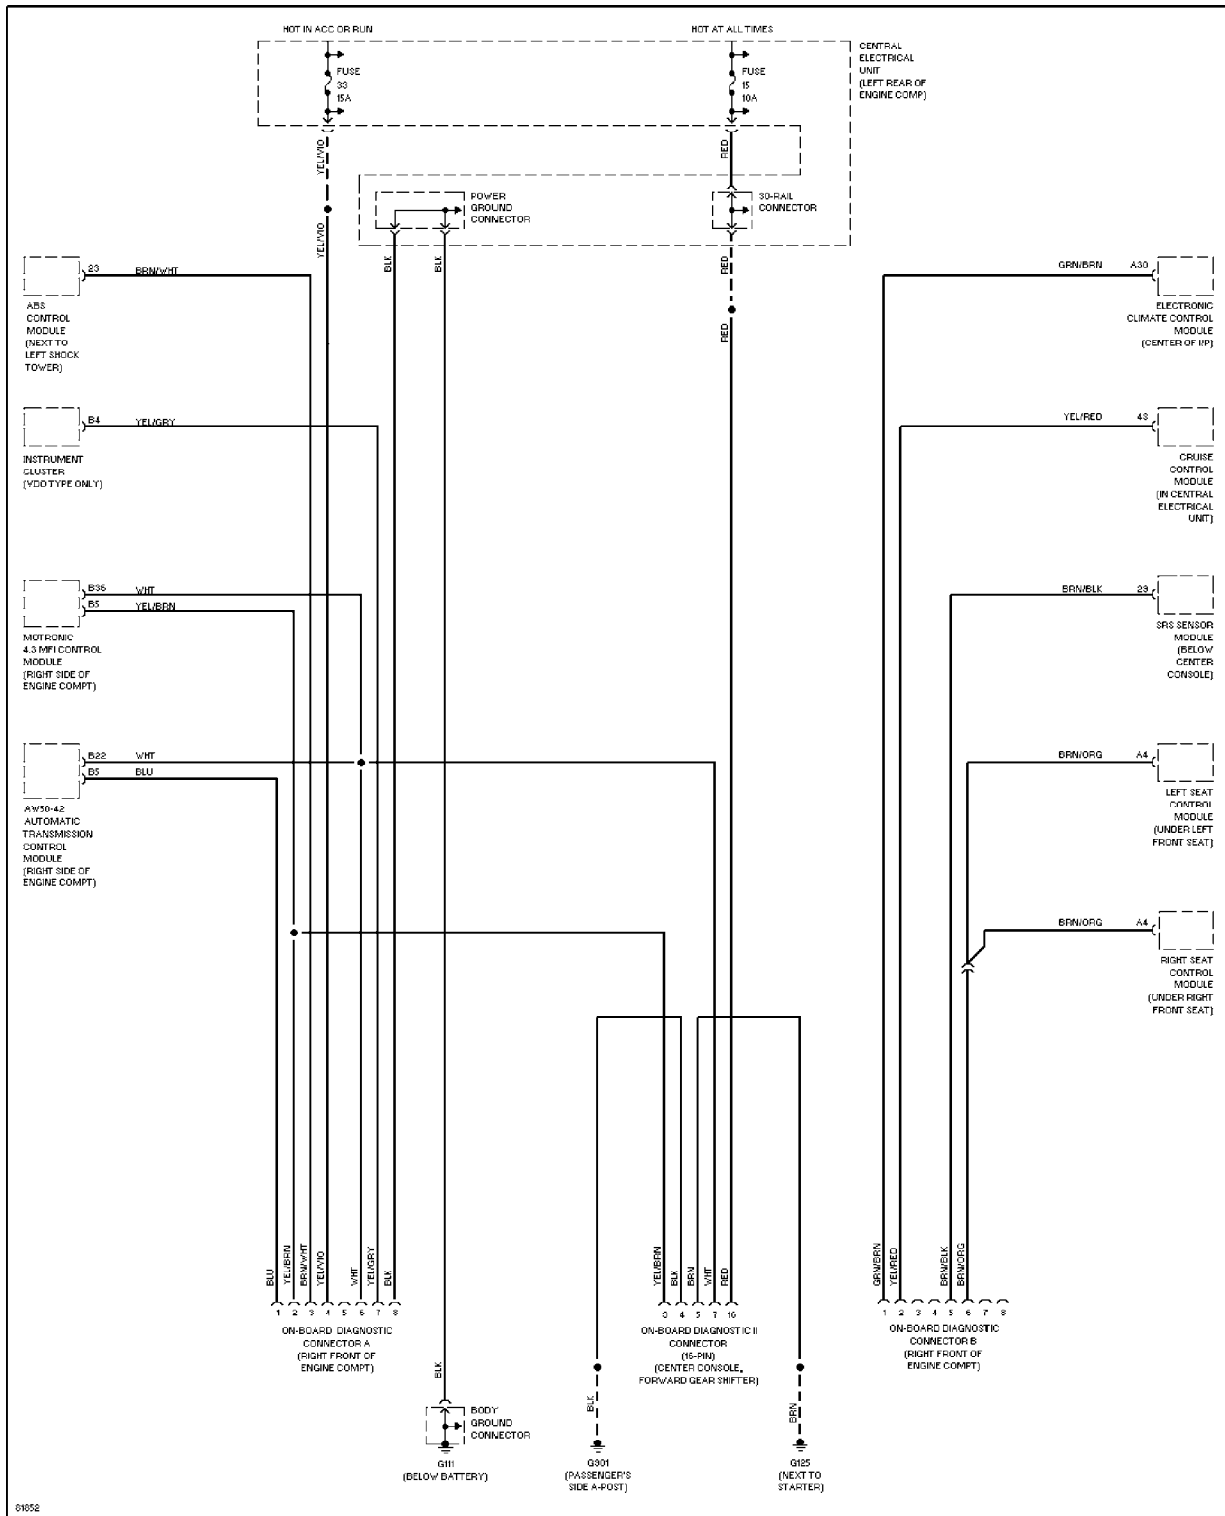 HOT IN ACC OR RUN
HOT AT ALL TIMES
FUSE
33
15A
FUSE
15
10A
CENTRAL
ELECTRICAL
UNIT
(LEFT REAR OF
ENGINE COMP)
YEL/VIO
RED
POWER
GROUND
CONNECTOR
30-RAIL
CONNECTOR
YEL/VIO
BLK
BLK
RED
RED
23
BRN/WHT
ABS
CONTROL
MODULE
(NEXT TO
LEFT SHOCK
TOWER)
GRN/BRN
A30
ELECTRONIC
CLIMATE CONTROL
MODULE
(CENTER OF I/P)
B4
YEL/GRY
INSTRUMENT
CLUSTER
(VDO TYPE ONLY)
YEL/RED
43
CRUISE
CONTROL
MODULE
(IN CENTRAL
ELECTRICAL
UNIT)
B36
WHT
B5
YEL/BRN
MOTRONIC
4.3 MFI CONTROL
MODULE
(RIGHT SIDE OF
ENGINE COMPT)
BRN/BLK
29
SRS SENSOR
MODULE
(BELOW
CENTER
CONSOLE)
B22
WHT
B5
BLU
AW50-42
AUTOMATIC
TRANSMISSION
CONTROL
MODULE
(RIGHT SIDE OF
ENGINE COMPT)
BRN/ORG
A4
LEFT SEAT
CONTROL
MODULE
(UNDER LEFT
FRONT SEAT)
BRN/ORG
A4
RIGHT SEAT
CONTROL
MODULE
(UNDER RIGHT
FRONT SEAT)
BLU
YEL/BRN
BRN/WHT
YEL/VIO
WHT
YEL/GRY
BLK
1 2 3 4 5 6 7 8
ON-BOARD DIAGNOSTIC
CONNECTOR A
(RIGHT FRONT OF
ENGINE COMPT)
YEL/BRN
BLK
BRN
WHT
RED
3 4 5 7 16
ON-BOARD DIAGNOSTIC II
CONNECTOR
(16-PIN)
(CENTER CONSOLE,
FORWARD GEAR SHIFTER)
GRN/BRN
YEL/RED
BRN/BLK
BRN/ORG
1 2 3 4 5 6 7 8
ON-BOARD DIAGNOSTIC
CONNECTOR B
(RIGHT FRONT OF
ENGINE COMPT)
BLK
BODY
GROUND
CONNECTOR
G111
(BELOW BATTERY)
BLK
G301
(PASSENGER'S
SIDE A-POST)
BRN
G125
(NEXT TO
STARTER)
81852